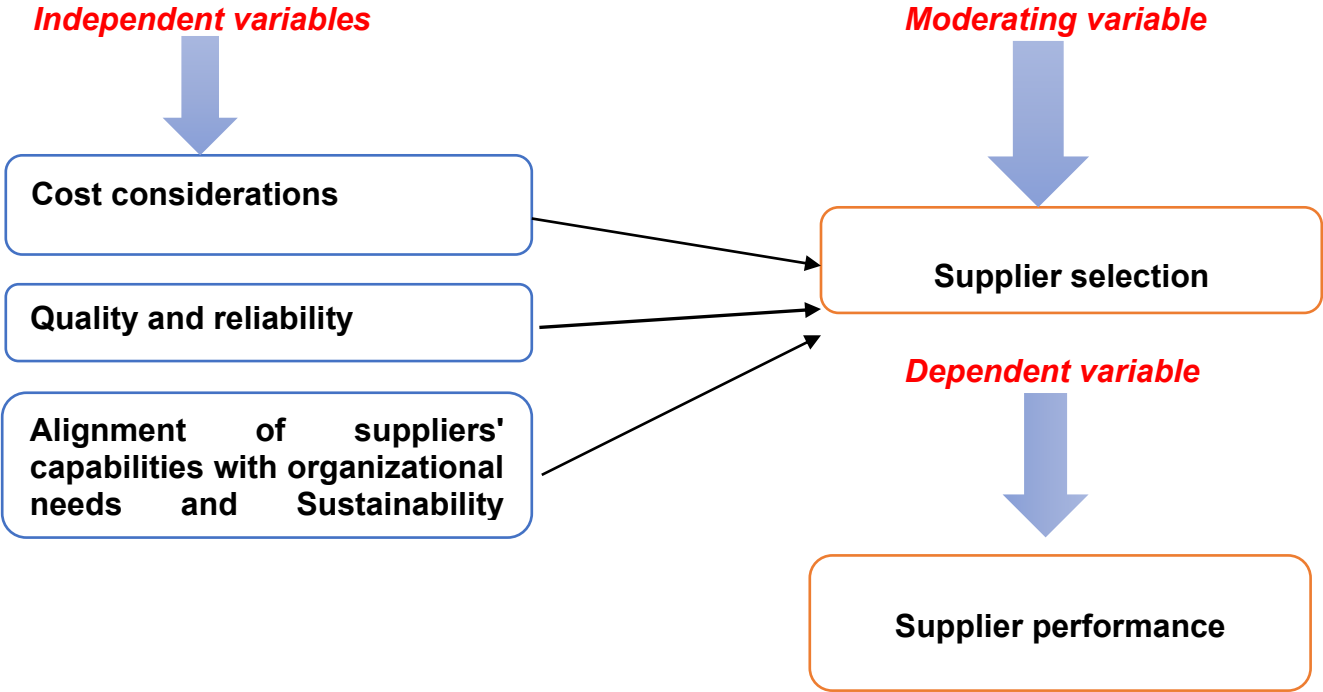 Independent variables
Moderating variable
Cost considerations
Supplier selection
Quality and reliability
Dependent variable
Alignment of suppliers'
capabilities with organizational
needs and Sustainability
Supplier performance